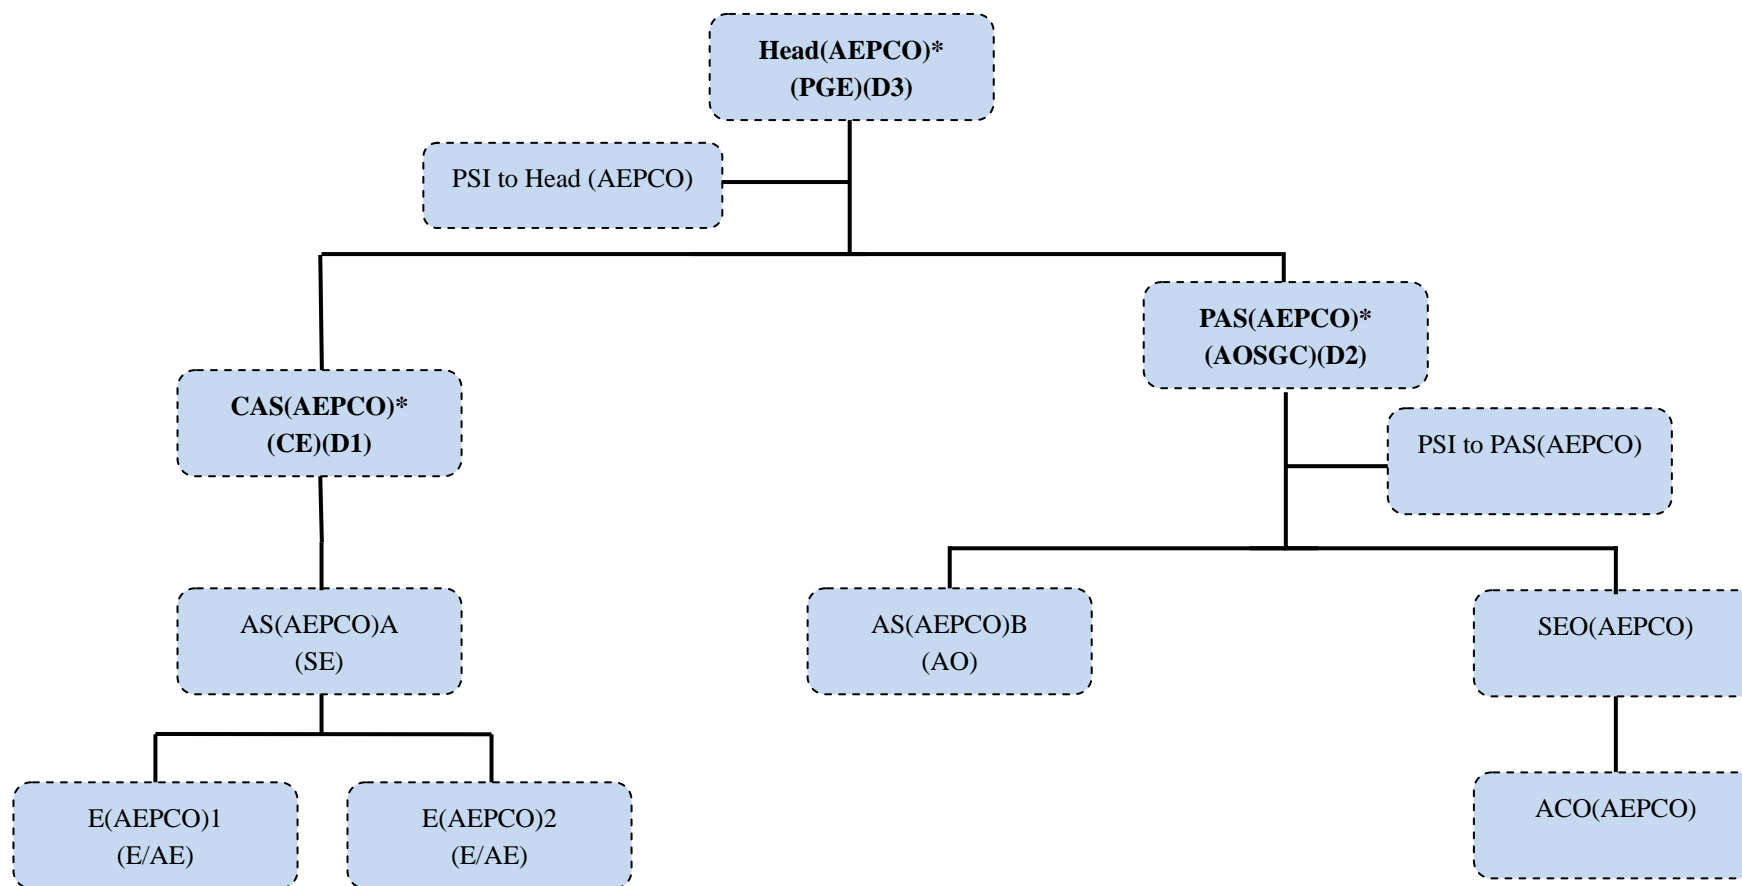 Head(AEPCO)*
(PGE)(D3)
PSI to Head (AEPCO)
PAS(AEPCO)*
(AOSGC)(D2)
CAS(AEPCO)*
(CE)(D1)
PSI to PAS(AEPCO)
AS(AEPCO)A
(SE)
AS(AEPCO)B
(AO)
SEO(AEPCO)
E(AEPCO)1
(E/AE)
E(AEPCO)2
(E/AE)
ACO(AEPCO)